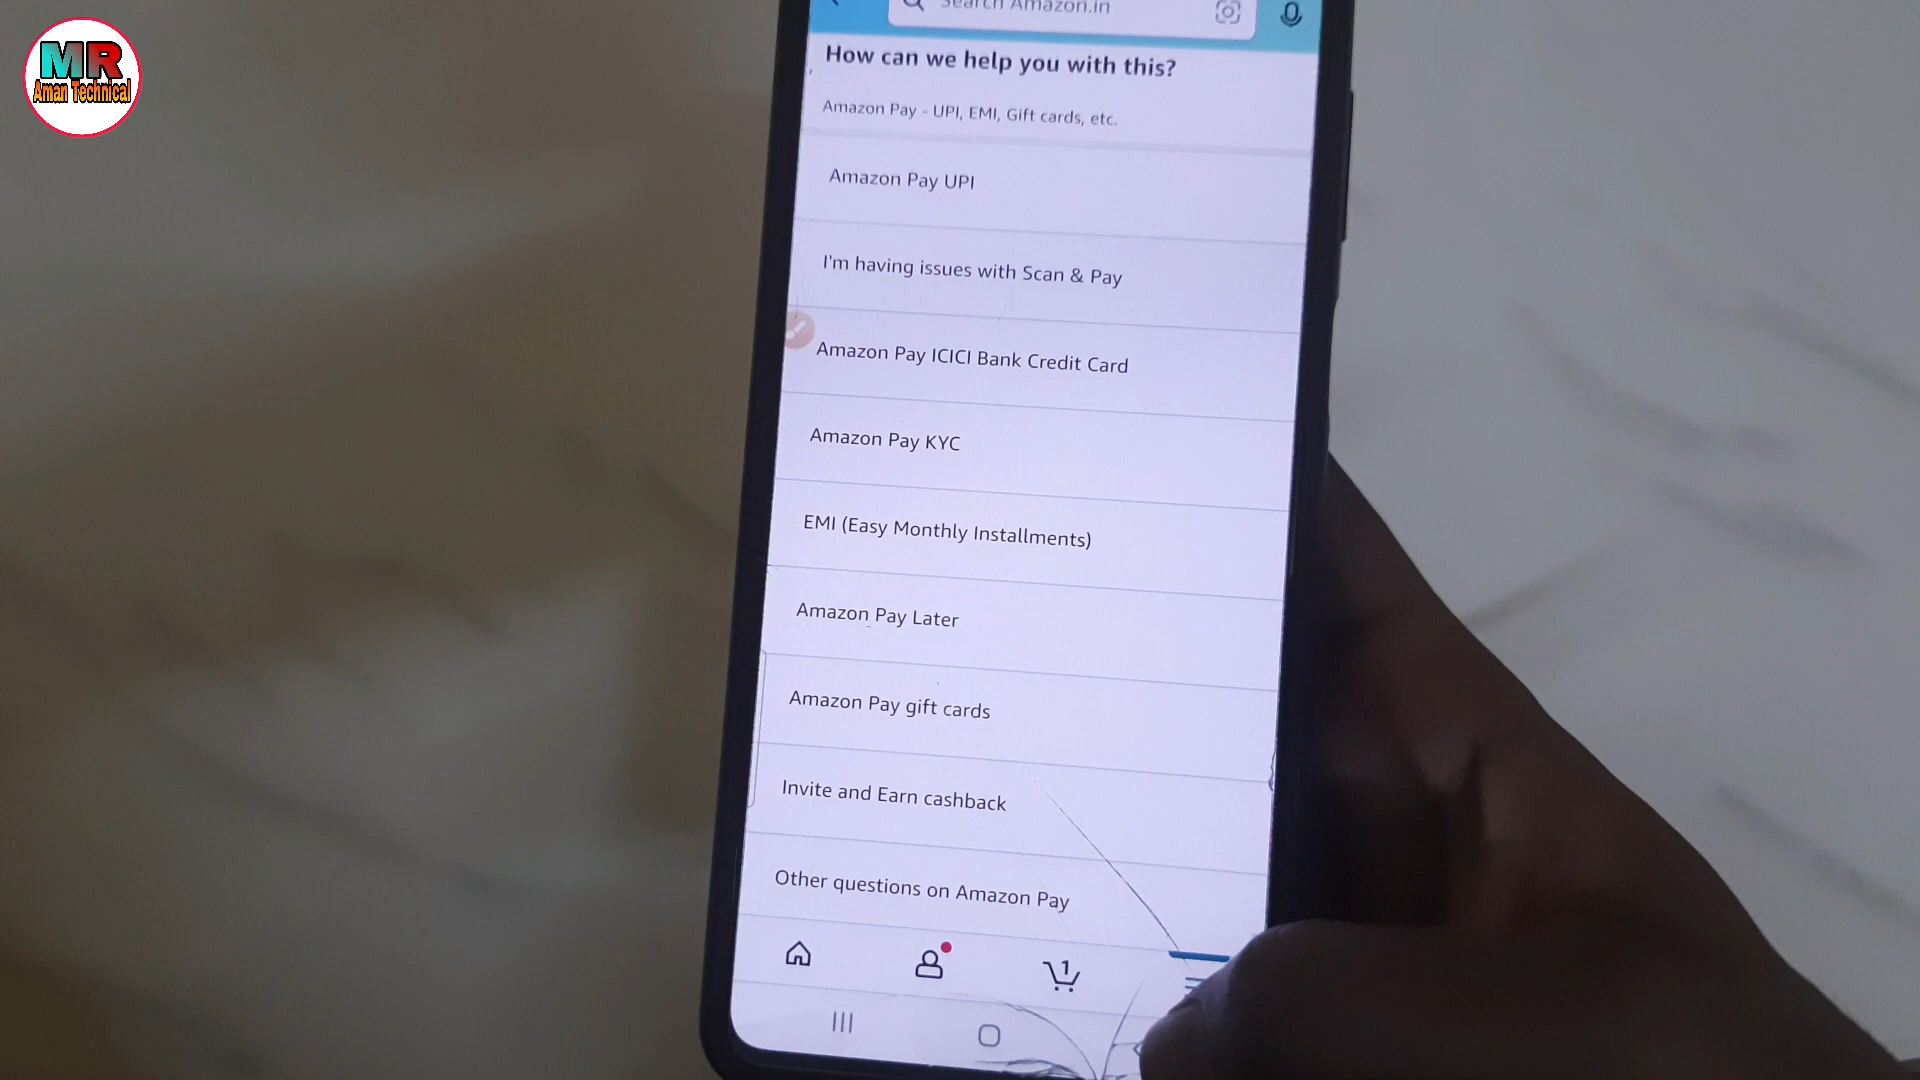 MR
Aman Technical
Search Amazon.in
How can we help you with this?
Amazon Pay - UPI, EMI, Gift cards, etc.
Amazon Pay UPI
I'm having issues with Scan & Pay
Amazon Pay ICICI Bank Credit Card
Amazon Pay KYC
EMI (Easy Monthly Installments)
Amazon Pay Later
Amazon Pay gift cards
Invite and Earn cashback
Other questions on Amazon Pay
1